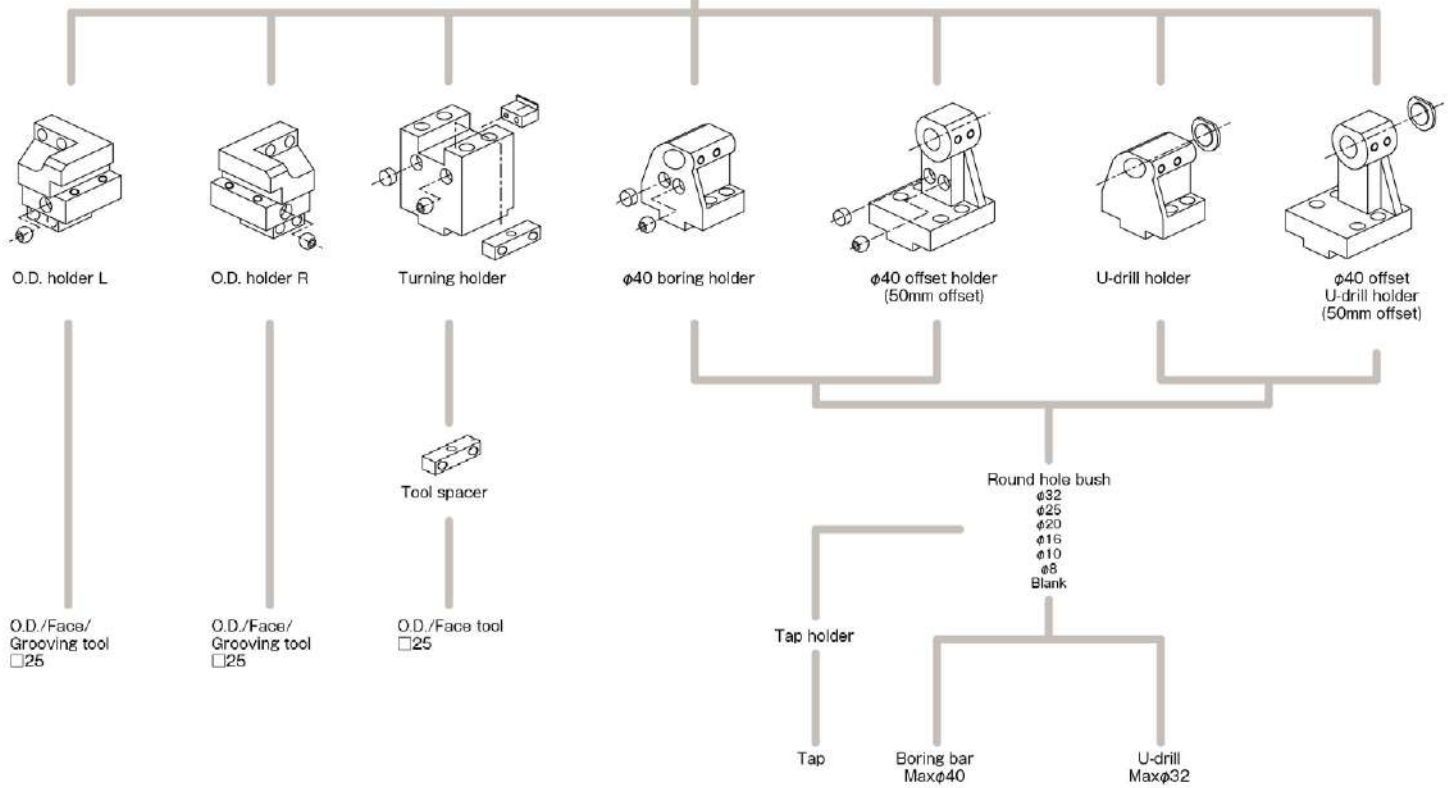 O.D. holder L
O.D. holder R
Turning holder
φ40 boring holder
φ40 offset holder
(50mm offset)
U-drill holder
φ40 offset
U-drill holder
(50mm offset)
Tool spacer
Round hole bush
φ32
φ25
φ20
φ16
φ10
φ8
Blank
O.D./Face/
Grooving tool
□25
O.D./Face/
Grooving tool
□25
O.D./Face tool
□25
Tap holder
Tap
Boring bar
Maxφ40
U-drill
Maxφ32